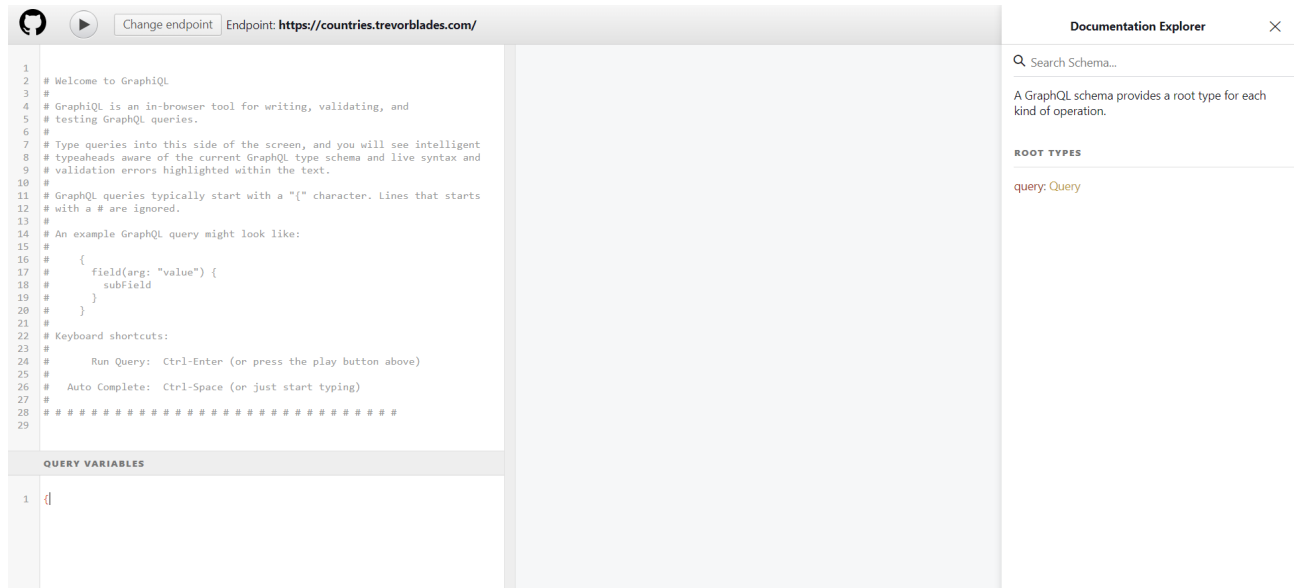 Change endpoint Endpoint: https://countries.trevorblades.com/
1
2 # Welcome to GraphiQL
3 #
4 # GraphiQL is an in-browser tool for writing, validating, and
5 # testing GraphQL queries.
6 #
7 # Type queries into this side of the screen, and you will see intelligent
8 # typeaheads aware of the current GraphQL type schema and live syntax and
9 # validation errors highlighted within the text.
10 #
11 # GraphQL queries typically start with a "{" character. Lines that starts
12 # with a # are ignored.
13 #
14 # An example GraphQL query might look like:
15 #
16 #     {
17 #       field(arg: "value") {
18 #         subField
19 #       }
20 #     }
21 #
22 # Keyboard shortcuts:
23 #
24 #       Run Query:  Ctrl-Enter (or press the play button above)
25 #
26 #   Auto Complete:  Ctrl-Space (or just start typing)
27 #
28 # # # # # # # # # # # # # # # # # # # # # # # # # # # # # #
29
QUERY VARIABLES
1 {
Documentation Explorer
Search Schema...
A GraphQL schema provides a root type for each
kind of operation.
ROOT TYPES
query: Query